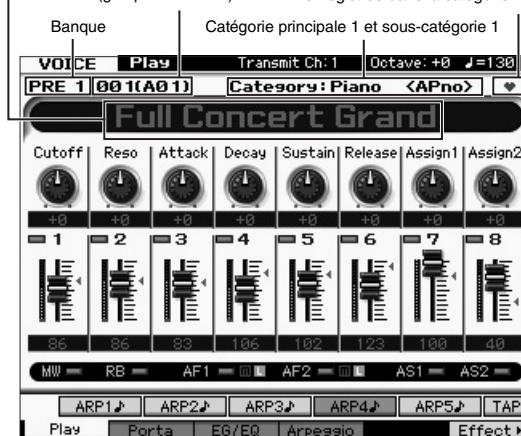 Banque
Catégorie principale 1 et sous-catégorie 1
VOICE Play Transmit Ch:1 Octave:+0 ♩=130
PRE 1 001(A01) Category:Piano <APno> ♥
Full Concert Grand
Cutoff Reso Attack Decay Sustain Release Assign1 Assign2
+0 +0 +0 +0 +0 +0 +0 +0
1 2 3 4 5 6 7 8
86 86 83 106 102 123 100 40
MW RB AF1 L AF2 L AS1 AS2
ARP1♪ ARP2♪ ARP3♪ ARP4♪ ARP5♪ TAP
Play Porta EG/EQ Arpeggio Effect